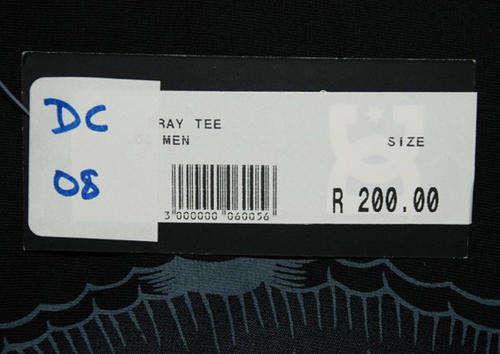 DC
08
RAY TEE
MEN
SIZE
3 000000 060056
R 200.00